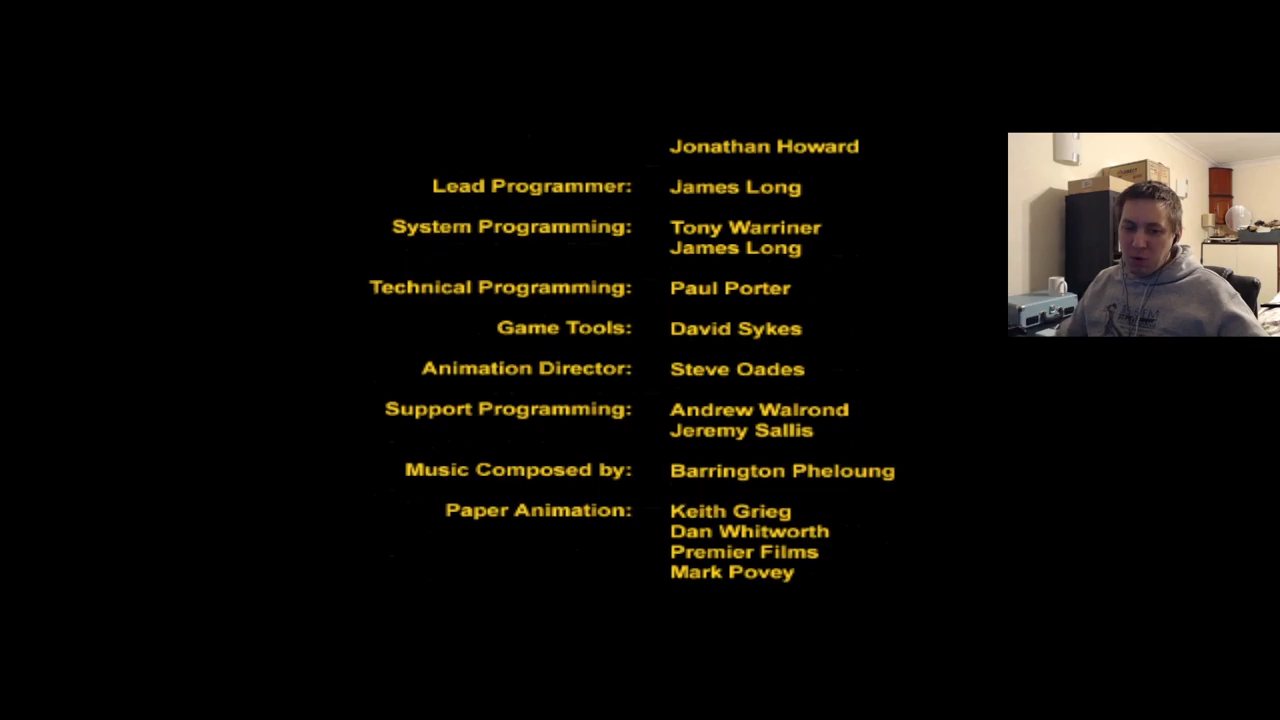 Jonathan Howard
Lead Programmer: James Long
System Programming: Tony Warriner
James Long
Technical Programming: Paul Porter
Game Tools: David Sykes
Animation Director: Steve Oades
Support Programming: Andrew Walrond
Jeremy Sallis
Music Composed by: Barrington Pheloung
Paper Animation: Keith Grieg
Dan Whitworth
Premier Films
Mark Povey